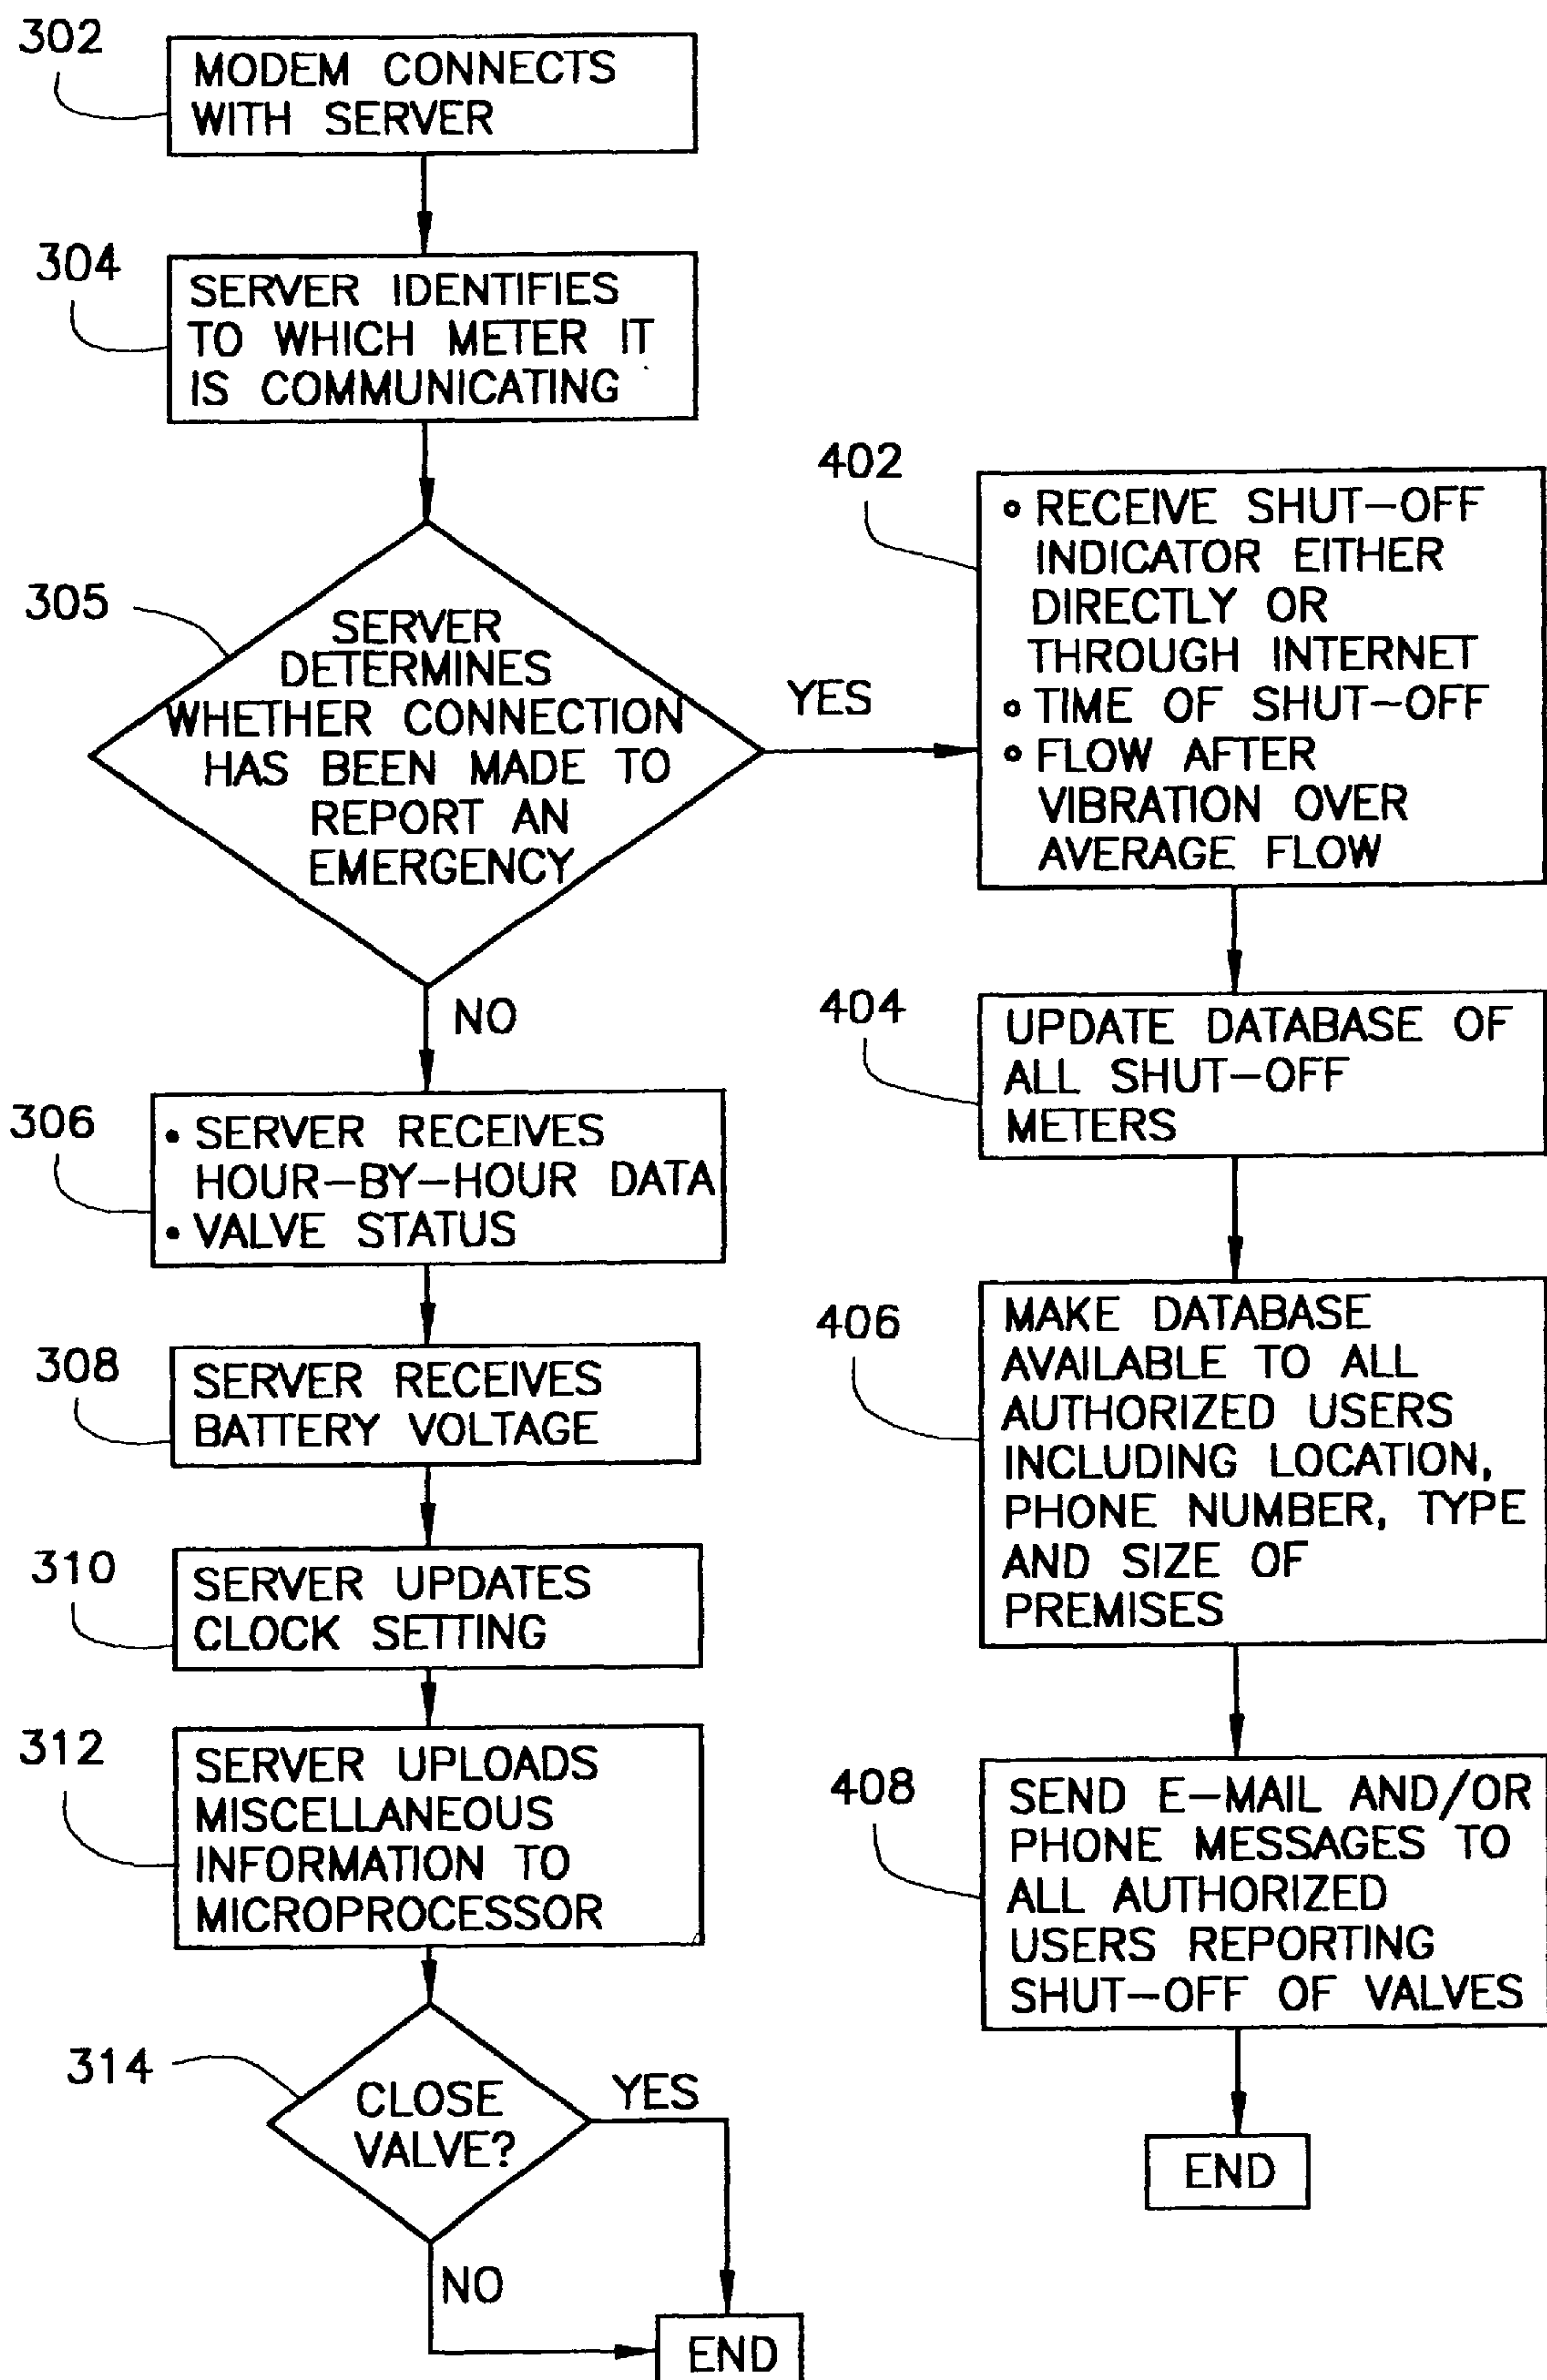 302
MODEM CONNECTS
WITH SERVER
304
SERVER IDENTIFIES
TO WHICH METER IT
IS COMMUNICATING
305
SERVER
DETERMINES
WHETHER CONNECTION
HAS BEEN MADE TO
REPORT AN
EMERGENCY
YES
NO
402
• RECEIVE SHUT-OFF
INDICATOR EITHER
DIRECTLY OR
THROUGH INTERNET
• TIME OF SHUT-OFF
• FLOW AFTER
VIBRATION OVER
AVERAGE FLOW
404
UPDATE DATABASE OF
ALL SHUT-OFF
METERS
406
MAKE DATABASE
AVAILABLE TO ALL
AUTHORIZED USERS
INCLUDING LOCATION,
PHONE NUMBER, TYPE
AND SIZE OF
PREMISES
408
SEND E-MAIL AND/OR
PHONE MESSAGES TO
ALL AUTHORIZED
USERS REPORTING
SHUT-OFF OF VALVES
END
306
• SERVER RECEIVES
HOUR-BY-HOUR DATA
• VALVE STATUS
308
SERVER RECEIVES
BATTERY VOLTAGE
310
SERVER UPDATES
CLOCK SETTING
312
SERVER UPLOADS
MISCELLANEOUS
INFORMATION TO
MICROPROCESSOR
314
CLOSE
VALVE?
YES
NO
END